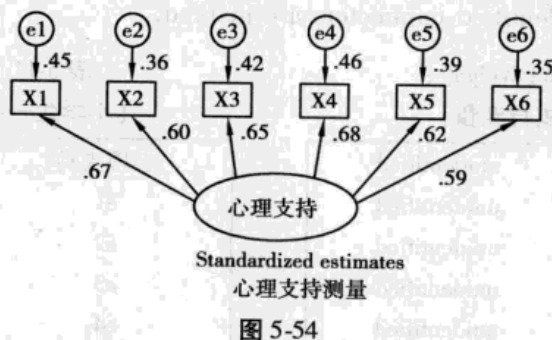 e1 e2 e3 e4 e5 e6
.45 .36 .42 .46 .39 .35
X1 X2 X3 X4 X5 X6
.67 .60 .65 .68 .62 .59
心理支持
Standardized estimates
心理支持测量
图 5-54